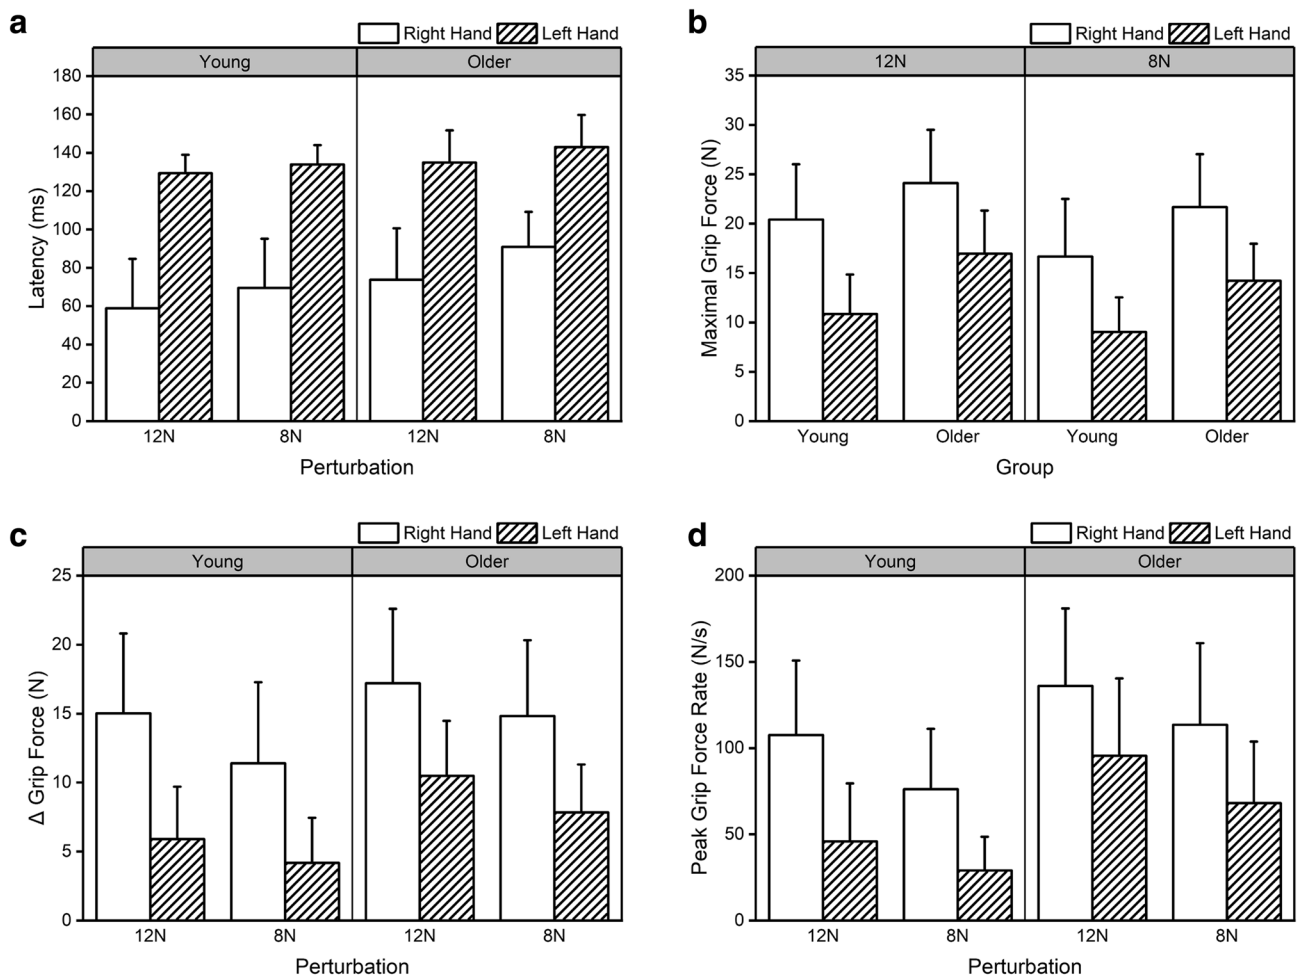 a
Right Hand Left Hand
Young Older
180
160
140
120
100
80
60
40
20
0
Latency (ms)
12N 8N 12N 8N
Perturbation
b
Right Hand Left Hand
12N 8N
35
30
25
20
15
10
5
0
Maximal Grip Force (N)
Young Older Young Older
Group
c
Right Hand Left Hand
Young Older
25
20
15
10
5
0
Δ Grip Force (N)
12N 8N 12N 8N
Perturbation
d
Right Hand Left Hand
Young Older
200
150
100
50
0
Peak Grip Force Rate (N/s)
12N 8N 12N 8N
Perturbation